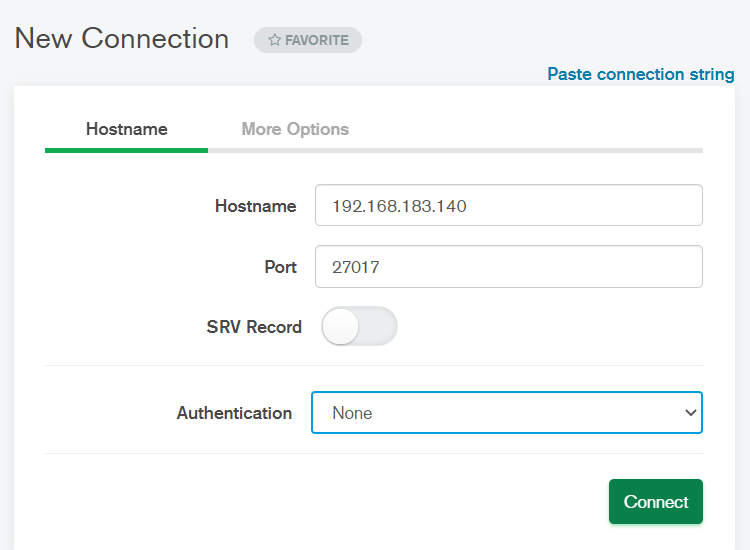 New Connection
FAVORITE
Paste connection string
Hostname More Options
Hostname 192.168.183.140
Port 27017
SRV Record
Authentication None
Connect